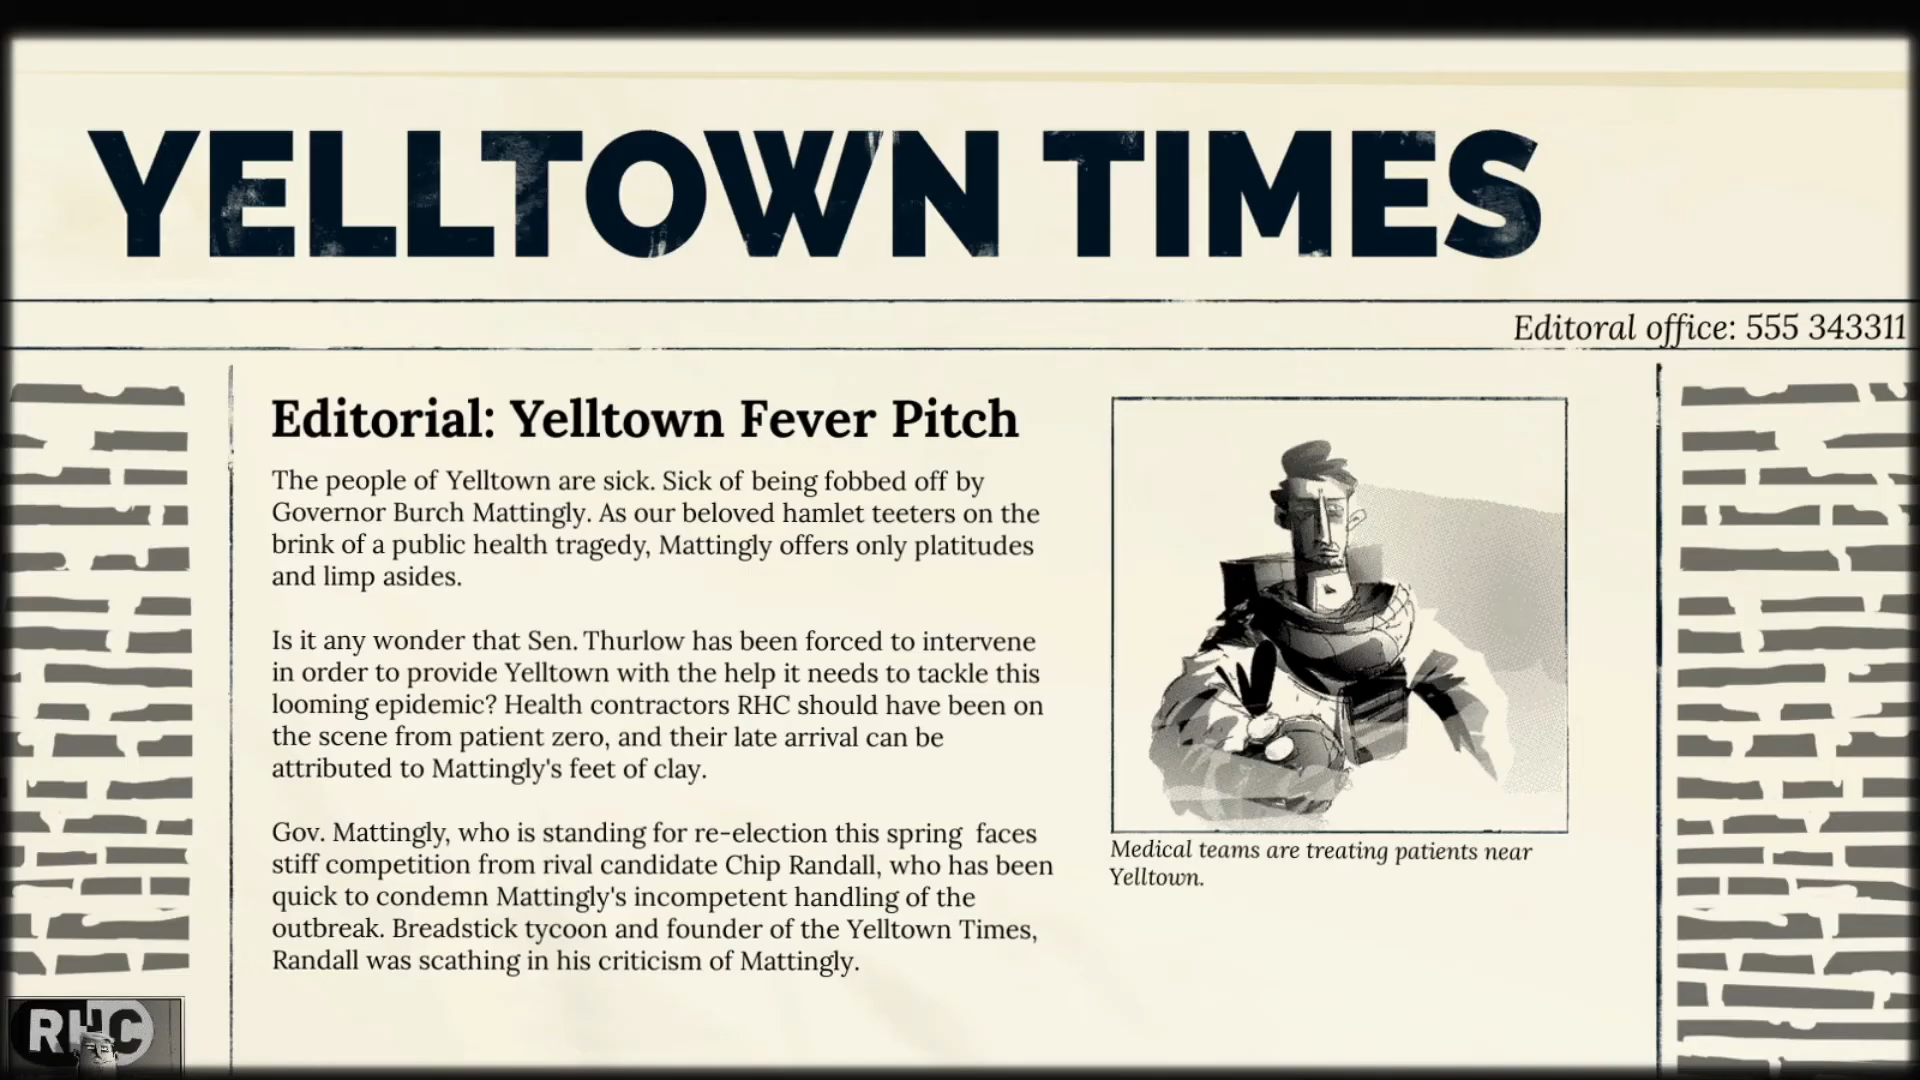 YELLTOWN TIMES
Editoral office: 555 343311
Editorial: Yelltown Fever Pitch
The people of Yelltown are sick. Sick of being fobbed off by
Governor Burch Mattingly. As our beloved hamlet teeters on the
brink of a public health tragedy, Mattingly offers only platitudes
and limp asides.
Is it any wonder that Sen. Thurlow has been forced to intervene
in order to provide Yelltown with the help it needs to tackle this
looming epidemic? Health contractors RHC should have been on
the scene from patient zero, and their late arrival can be
attributed to Mattingly's feet of clay.
Gov. Mattingly, who is standing for re-election this spring  faces
stiff competition from rival candidate Chip Randall, who has been
quick to condemn Mattingly's incompetent handling of the
outbreak. Breadstick tycoon and founder of the Yelltown Times,
Randall was scathing in his criticism of Mattingly.
Medical teams are treating patients near
Yelltown.
RHC